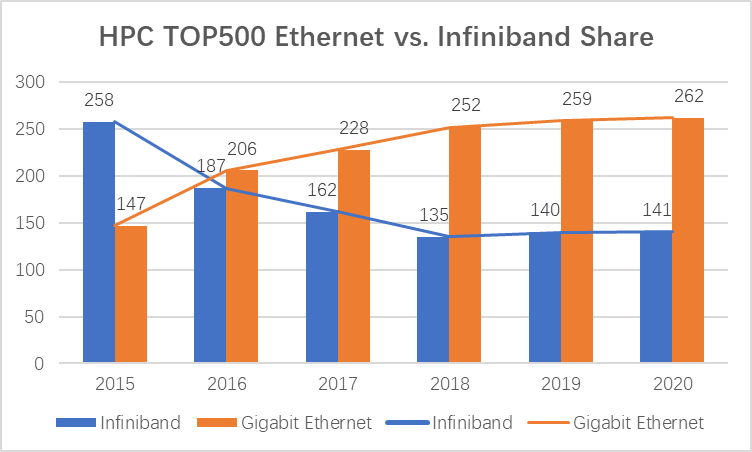 HPC TOP500 Ethernet vs. Infiniband Share
300
250
200
150
100
50
0
258 187 162 135 140 141
147 206 228 252 259 262
2015 2016 2017 2018 2019 2020
Infiniband Gigabit Ethernet Infiniband Gigabit Ethernet